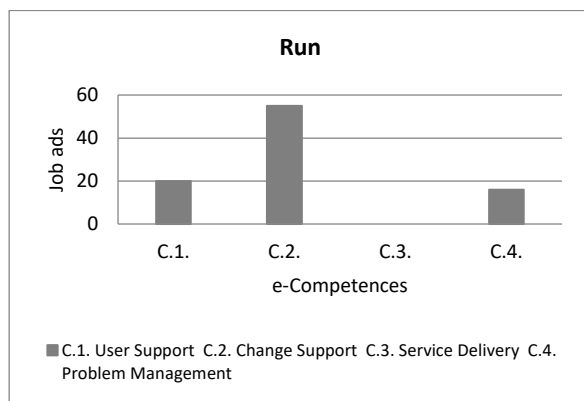 Run
60
40
20
0
Job ads
C.1. C.2. C.3. C.4.
e-Competences
C.1. User Support C.2. Change Support C.3. Service Delivery C.4.
Problem Management